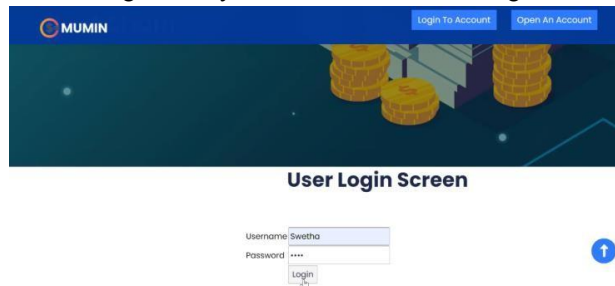 MUMIN
Login To Account
Open An Account
User Login Screen
Username Swetha
Password ••••
Login